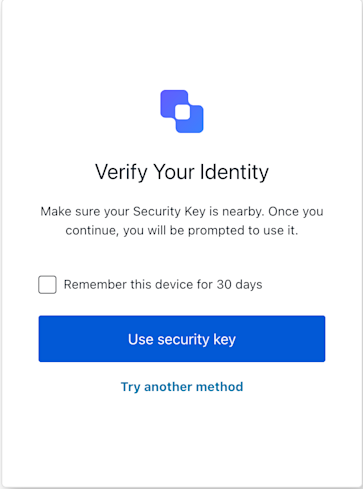 Verify Your Identity
Make sure your Security Key is nearby. Once you
continue, you will be prompted to use it.
Remember this device for 30 days
Use security key
Try another method